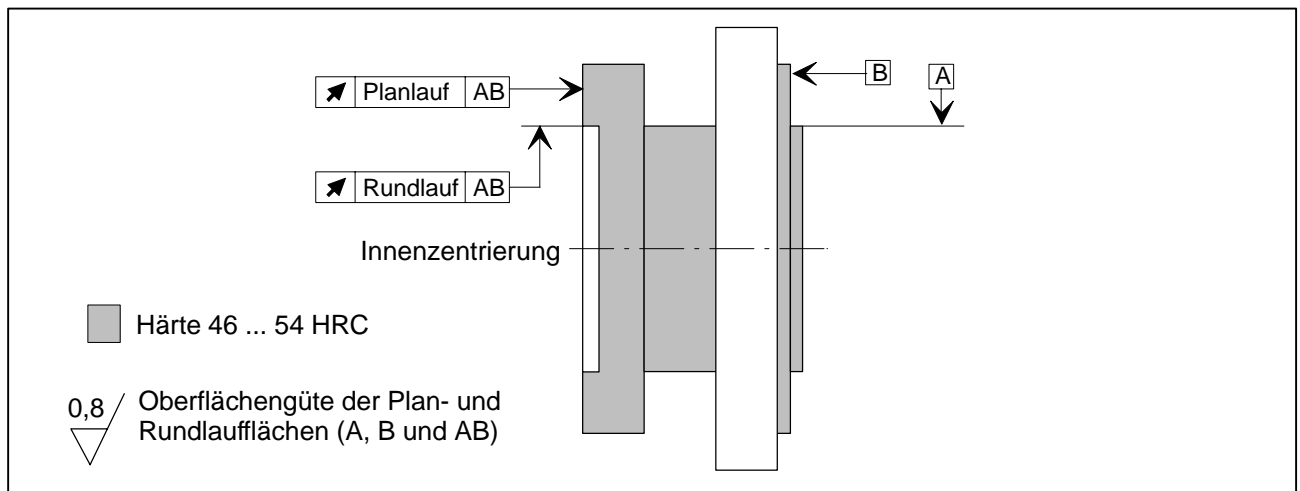 Planlauf AB
B
A
Rundlauf AB
Innenzentrierung
Härte 46 ... 54 HRC
0,8
Oberflächengüte der Plan- und
Rundlaufflächen (A, B und AB)